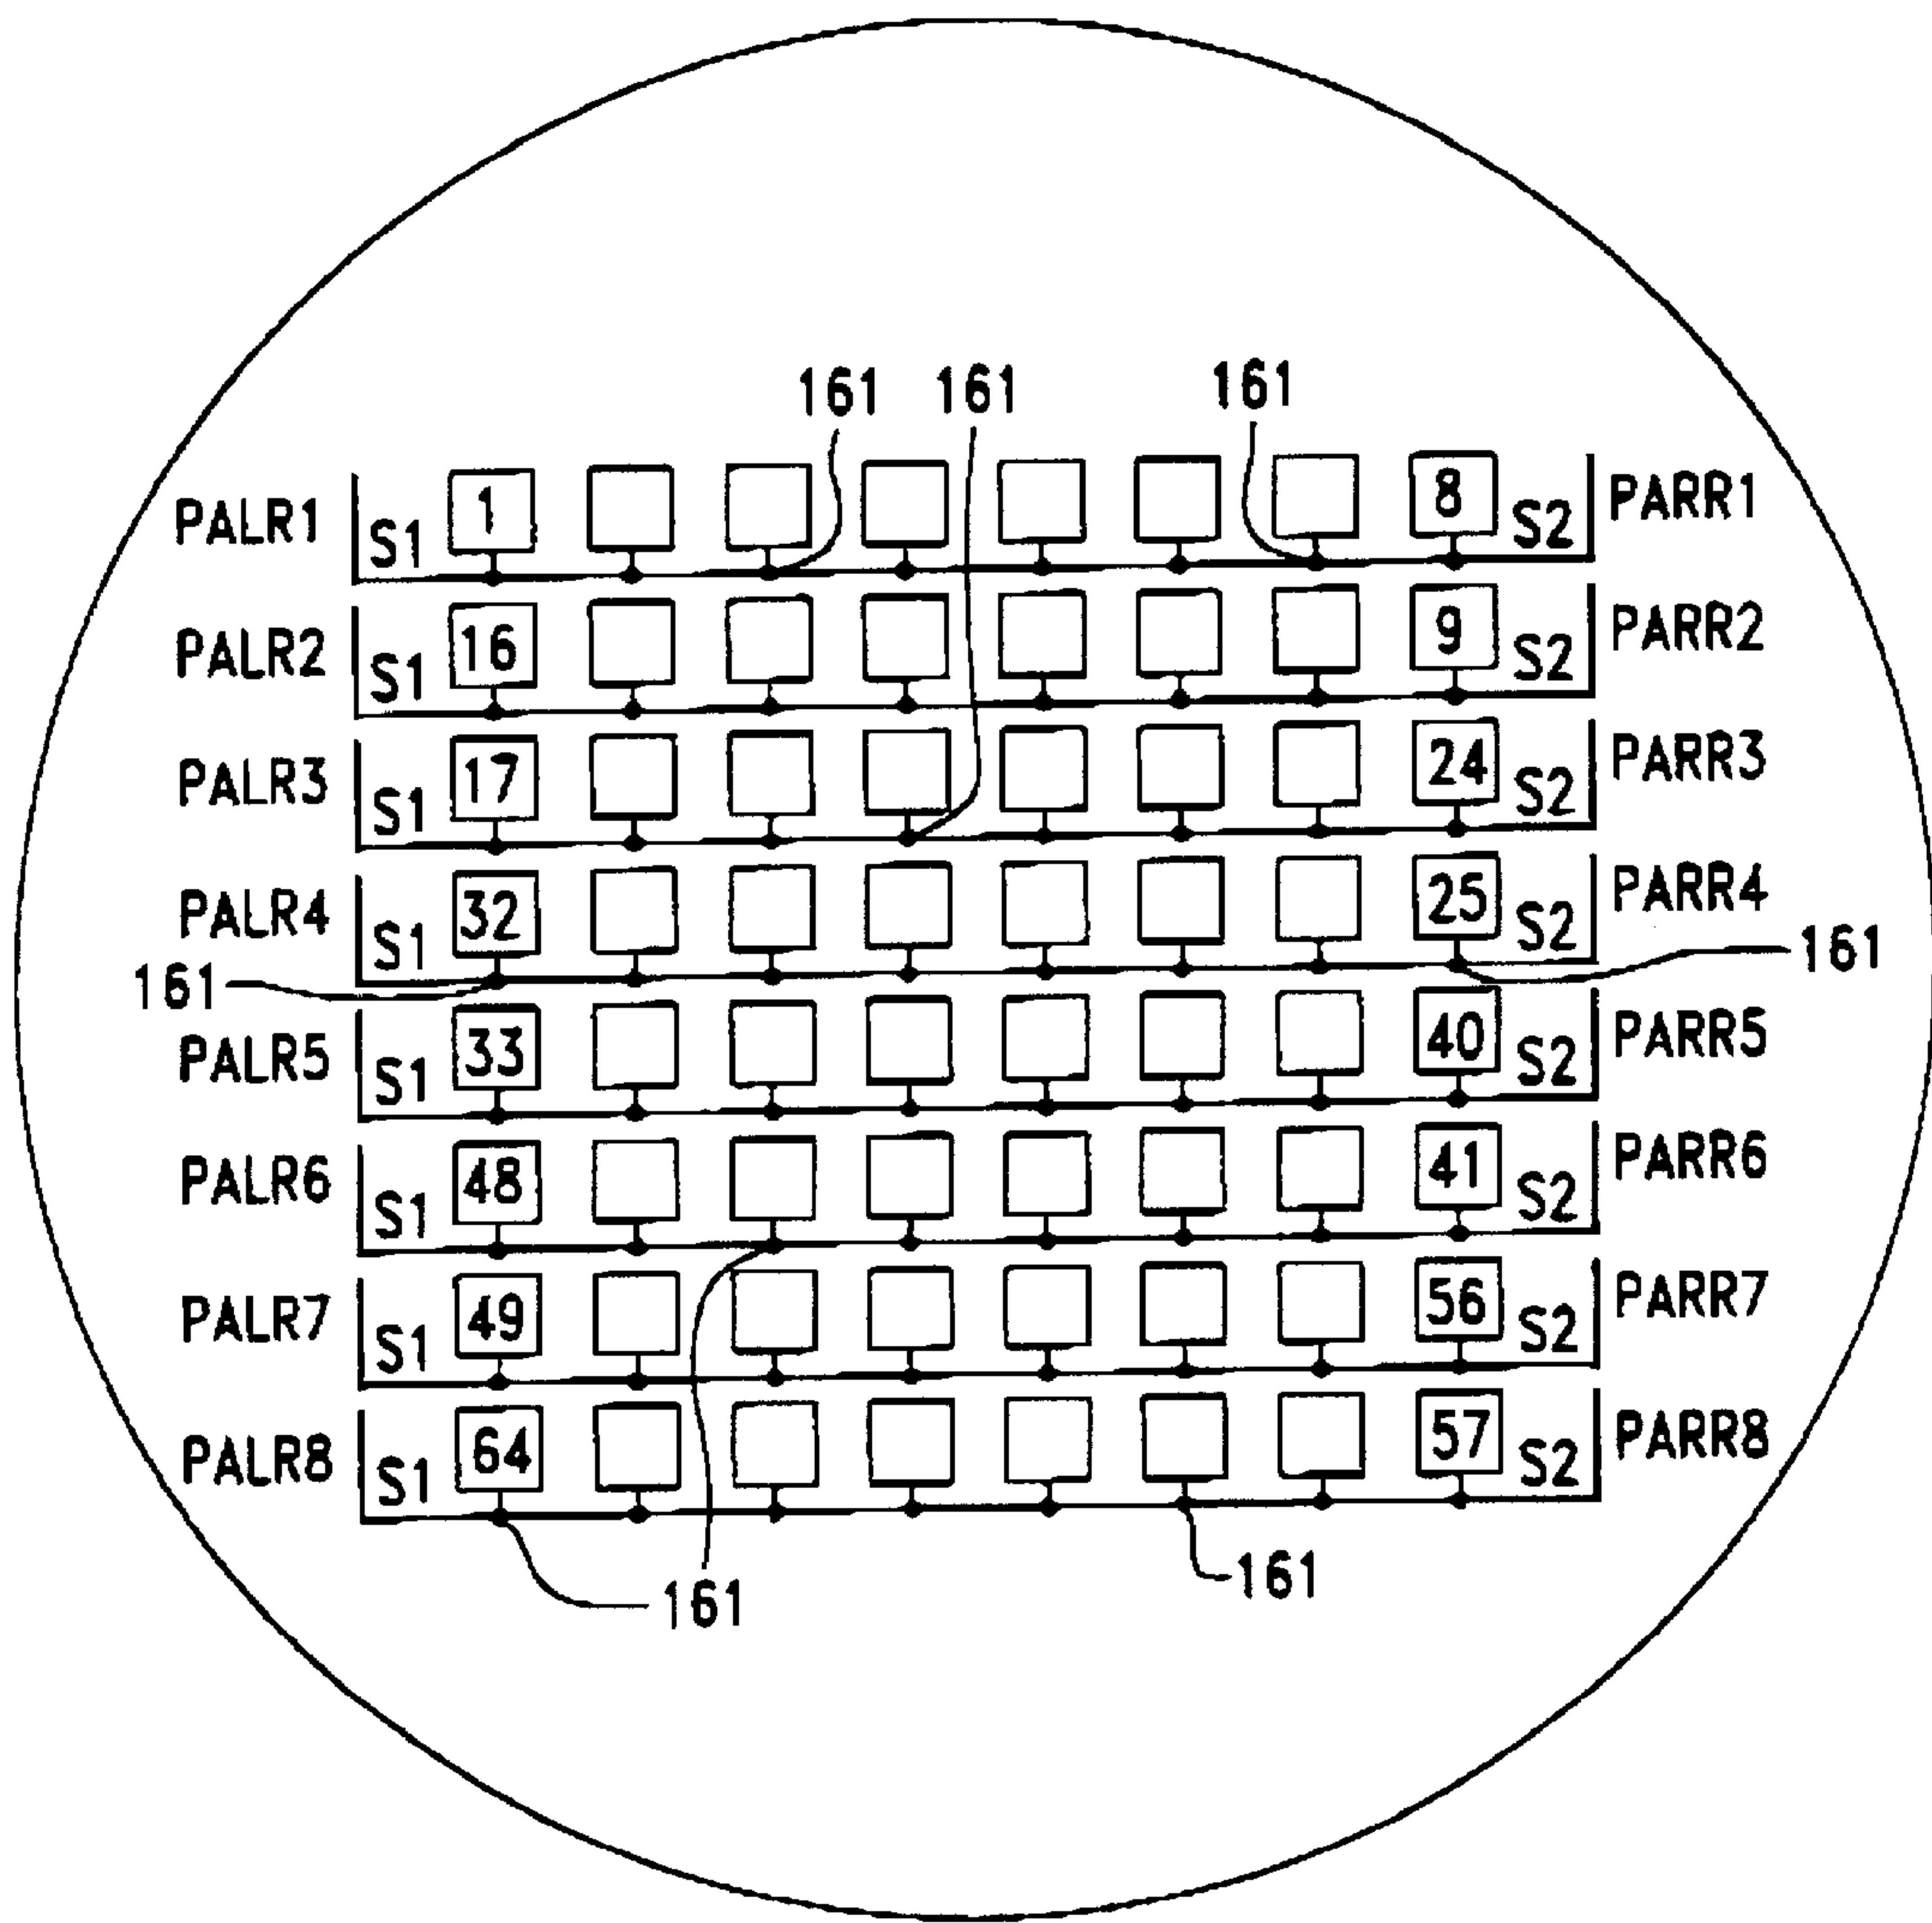 161 161 161
PALR1 S1 1 8 S2 PARR1
PALR2 S1 16 9 S2 PARR2
PALR3 S1 17 24 S2 PARR3
PALR4 S1 32 25 S2 PARR4
161 161
PALR5 S1 33 40 S2 PARR5
PALR6 S1 48 41 S2 PARR6
PALR7 S1 49 56 S2 PARR7
PALR8 S1 64 57 S2 PARR8
161 161